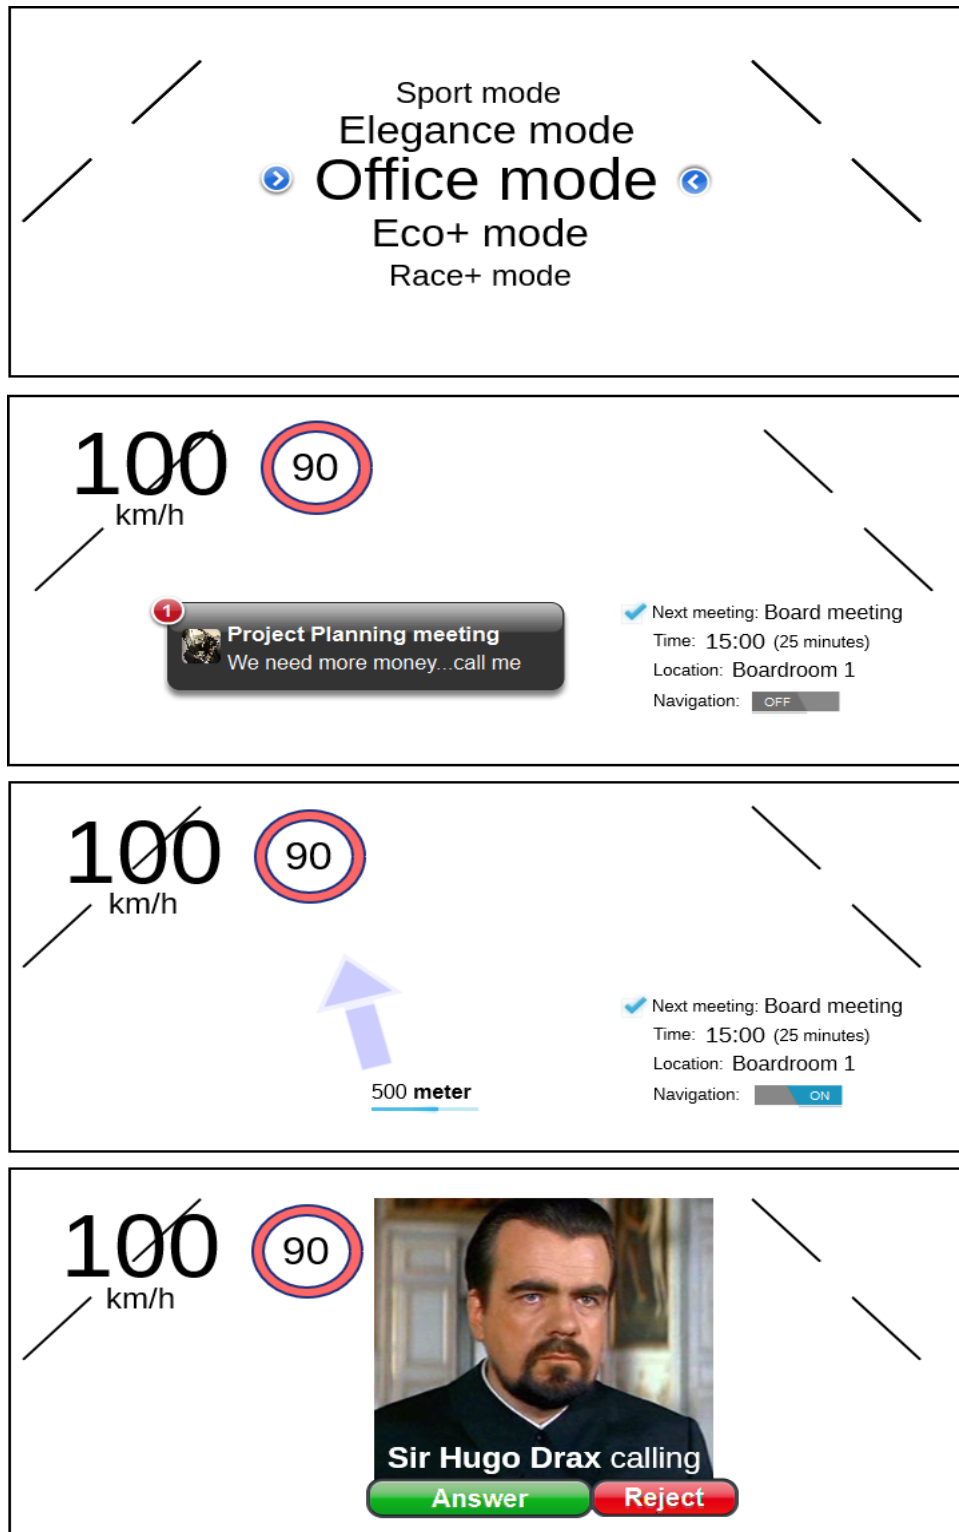 Sport mode
Elegance mode
Office mode
Eco+ mode
Race+ mode
100
km/h
90
1
Project Planning meeting
We need more money...call me
Next meeting: Board meeting
Time: 15:00 (25 minutes)
Location: Boardroom 1
Navigation: OFF
100
km/h
90
500 meter
Next meeting: Board meeting
Time: 15:00 (25 minutes)
Location: Boardroom 1
Navigation: ON
100
km/h
90
Sir Hugo Drax calling
Answer Reject